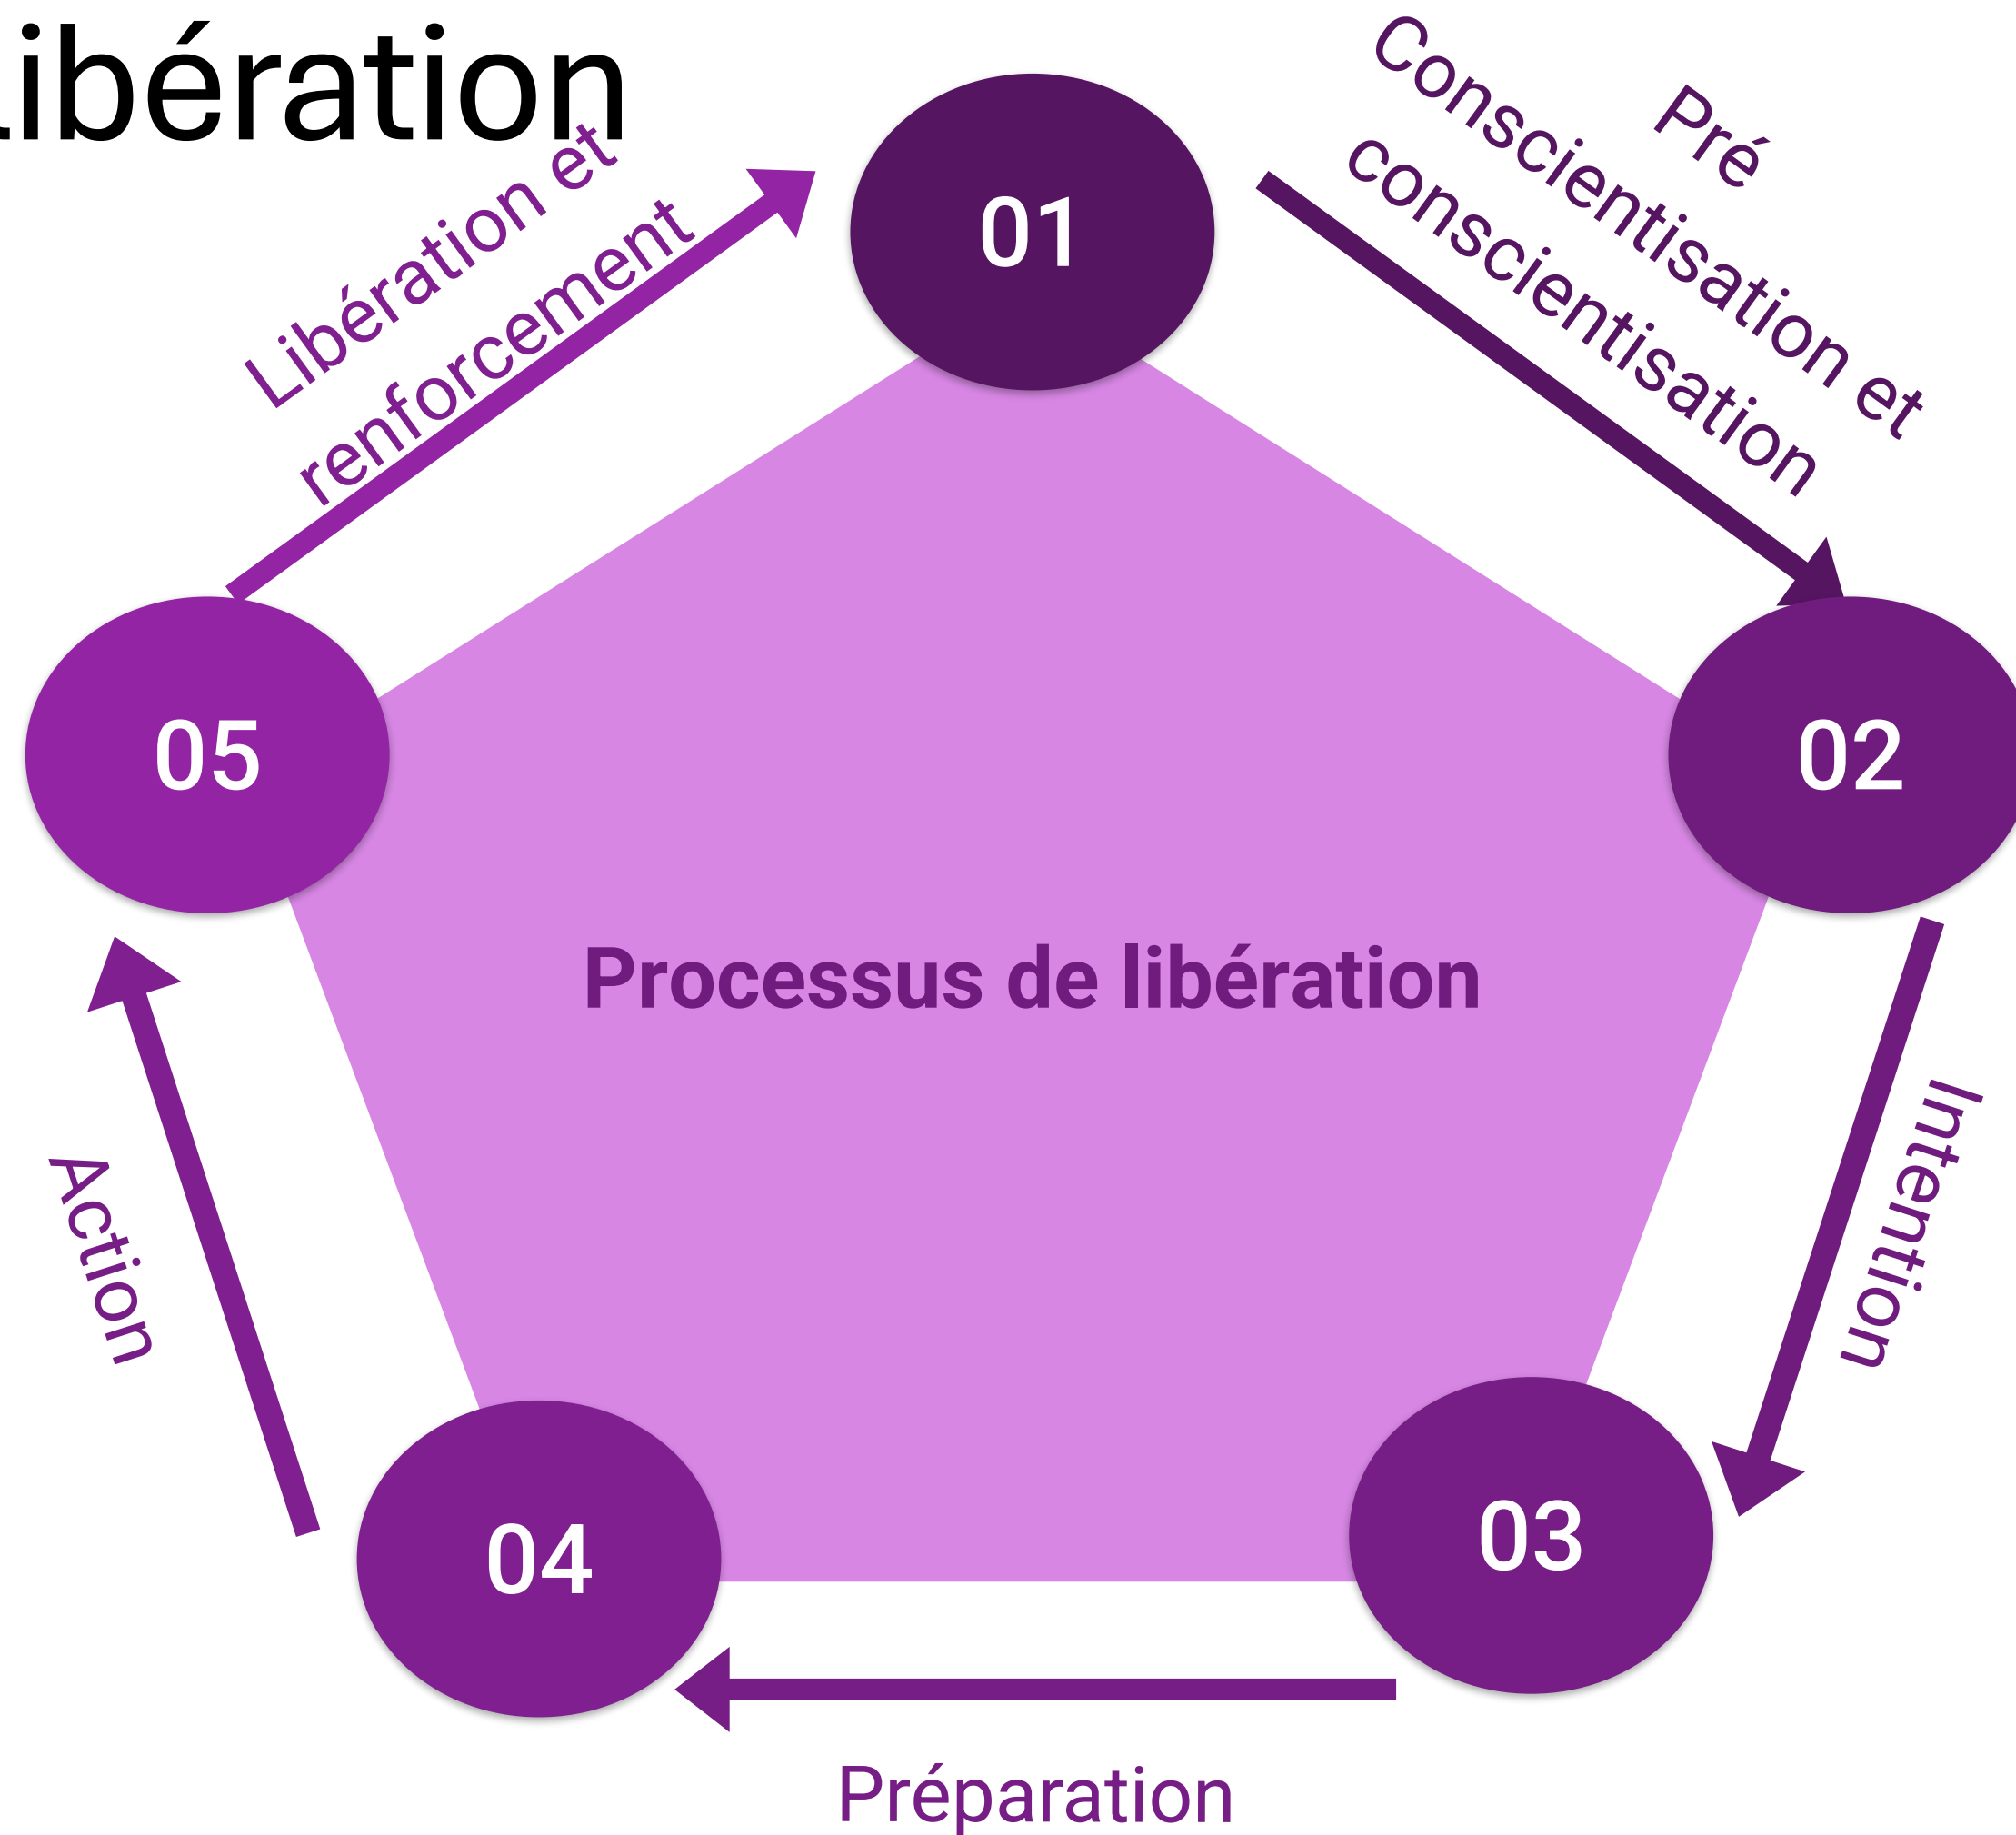 Libération
Pré
Conscientisation et
conscientisation
01
Libération et
renforcement
05
02
Processus de libération
Intention
Action
04
03
Préparation